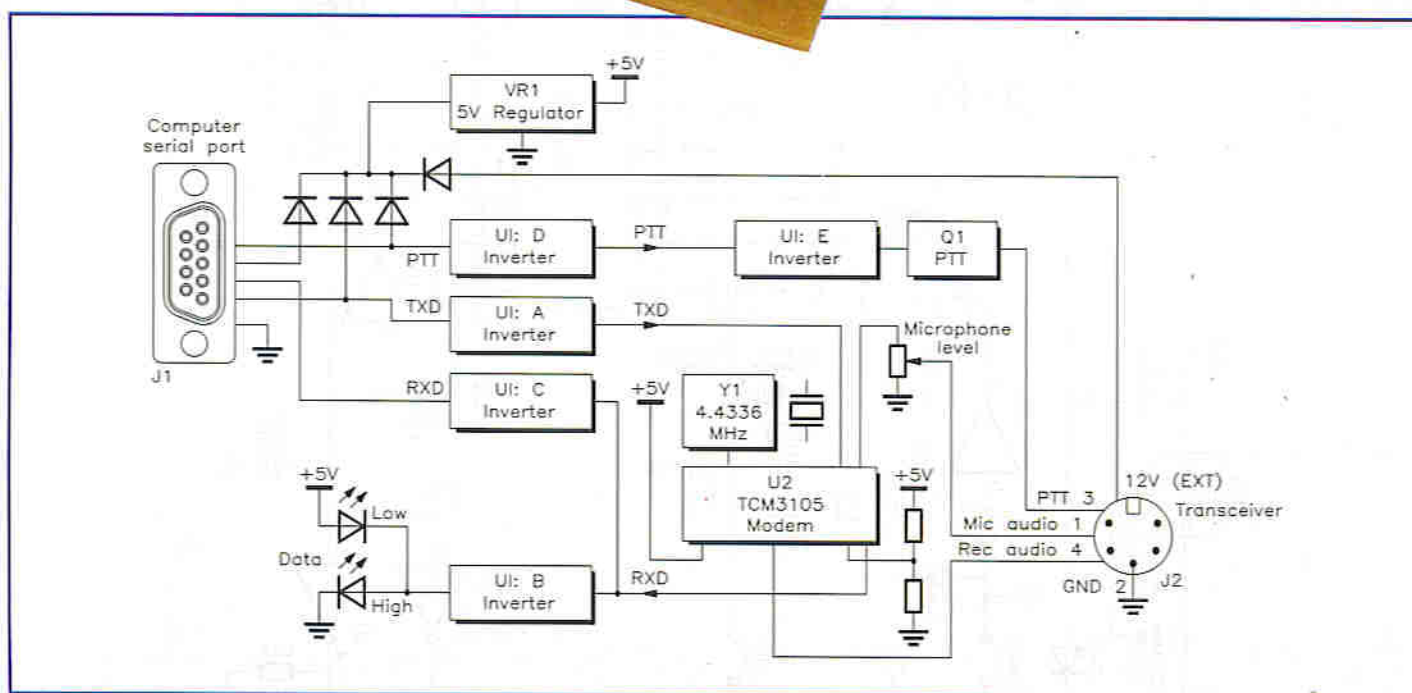 +5V
VR1
5V Regulator
Computer
serial port
J1
PTT
UI: D
Inverter
PTT
UI: E
Inverter
Q1
PTT
TXD
UI: A
Inverter
TXD
Microphone
level
RXD
UI: C
Inverter
+5V
Y1
4.4336
MHz
+5V
Low
Data
High
UI: B
Inverter
RXD
U2
TCM3105
Modem
+5V
12V (EXT)
PTT 3
Transceiver
Mic audio 1
Rec audio 4
GND 2
J2